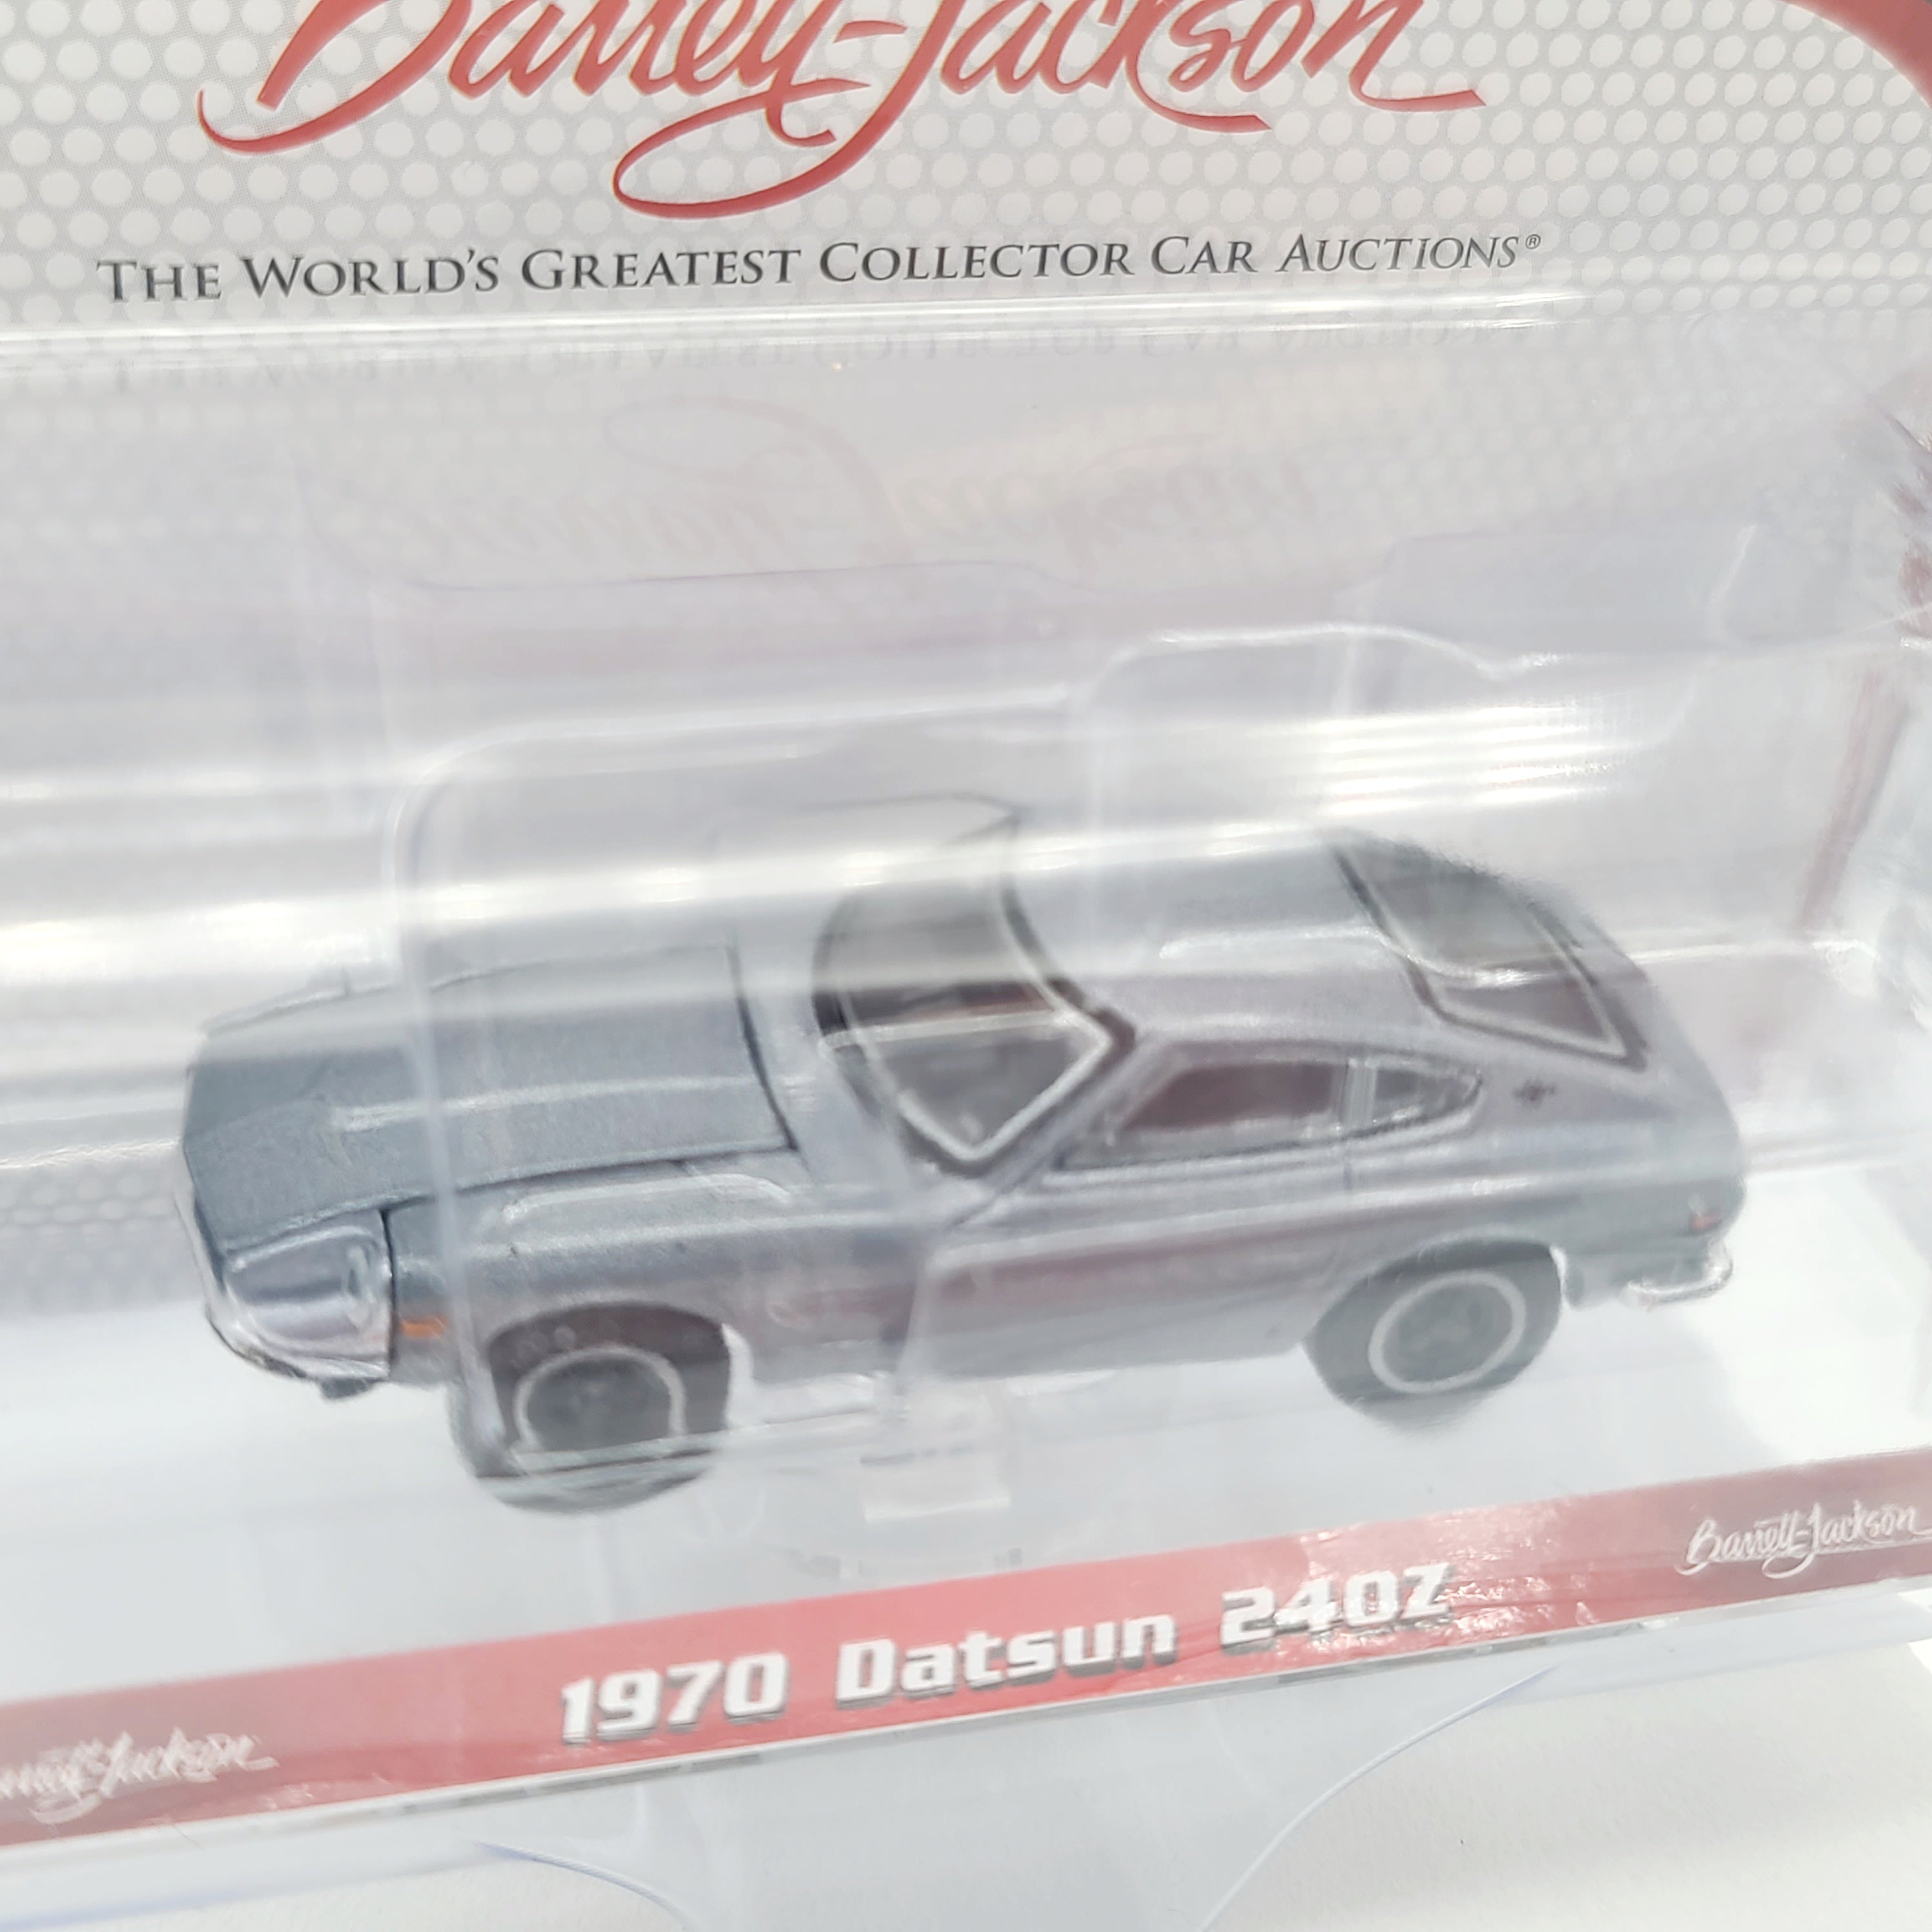 Barrett-Jackson
THE WORLD'S GREATEST COLLECTOR CAR AUCTIONS®
Barrett-Jackson
1970 Datsun 240Z
Barrett-Jackson